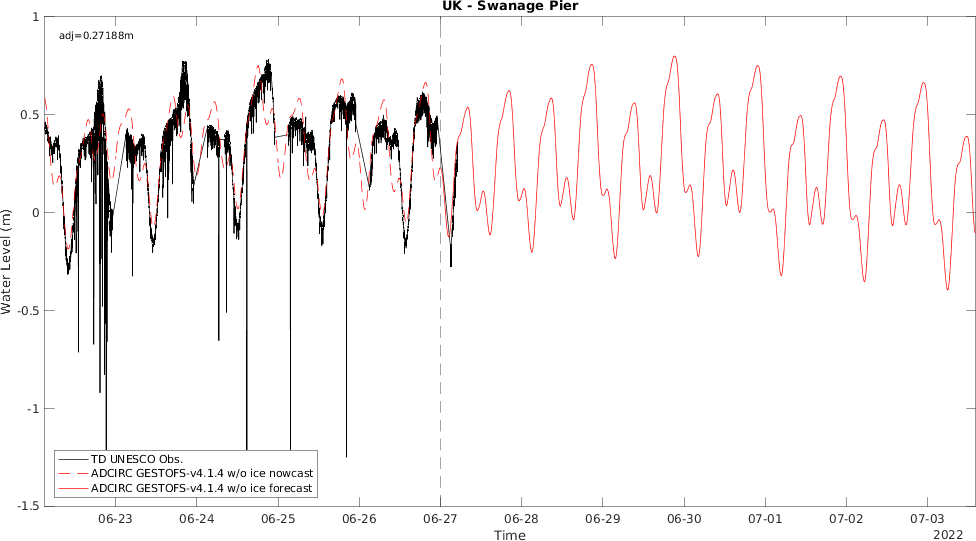 UK - Swanage Pier
adj=0.27188m
1
0.5
0
-0.5
-1
-1.5
Water Level (m)
TD UNESCO Obs.
ADCIRC GESTOFS-v4.1.4 w/o ice nowcast
ADCIRC GESTOFS-v4.1.4 w/o ice forecast
06-23 06-24 06-25 06-26 06-27 06-28 06-29 06-30 07-01 07-02 07-03
Time
2022